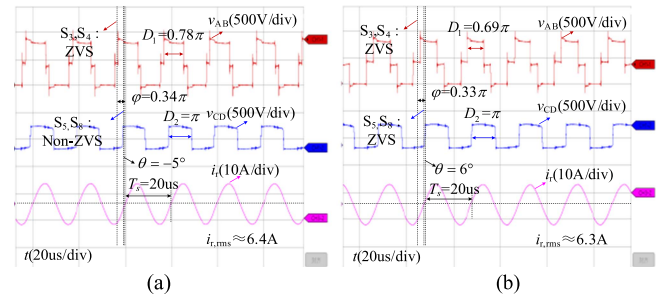 S3,S4 :
ZVS
D1=0.78π
vAB(500V/div)
φ=0.34π
S5,S8 :
Non-ZVS
D2=π
vCD(500V/div)
θ = −5°
Ts=20us
ir(10A/div)
t(20us/div)
ir,rms≈6.4A
(a)
S3,S4 :
ZVS
D1=0.69π
vAB(500V/div)
φ=0.33π
S5,S8 :
ZVS
D2=π
vCD(500V/div)
θ = 6°
Ts=20us
ir(10A/div)
t(20us/div)
ir,rms≈6.3A
(b)